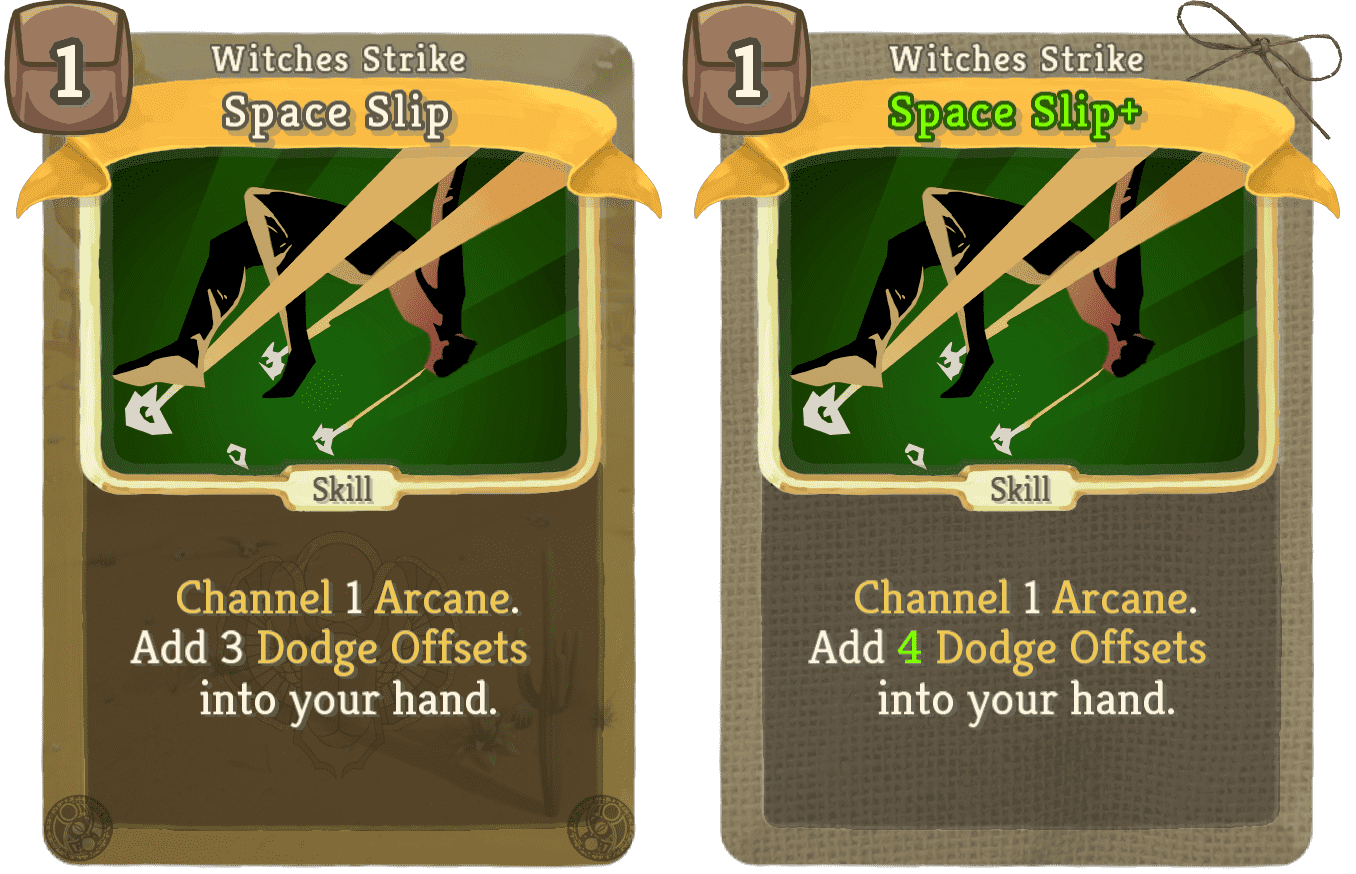 1
Witches Strike
Space Slip
Skill
Channel 1 Arcane.
Add 3 Dodge Offsets
into your hand.
1
Witches Strike
Space Slip+
Skill
Channel 1 Arcane.
Add 4 Dodge Offsets
into your hand.